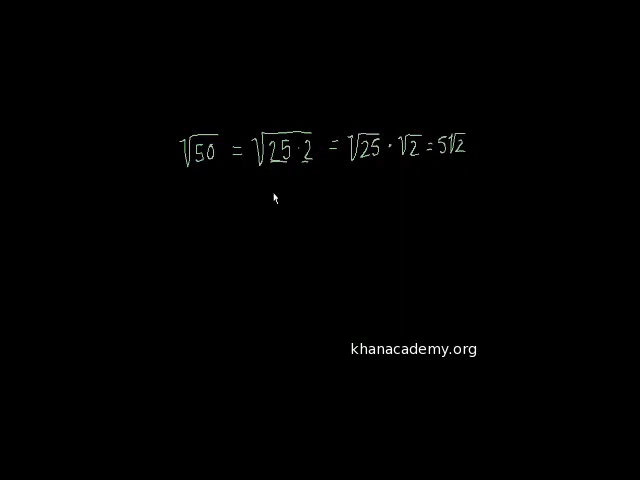 √50 = √25·2 = √25 · √2 = 5√2
khanacademy.org